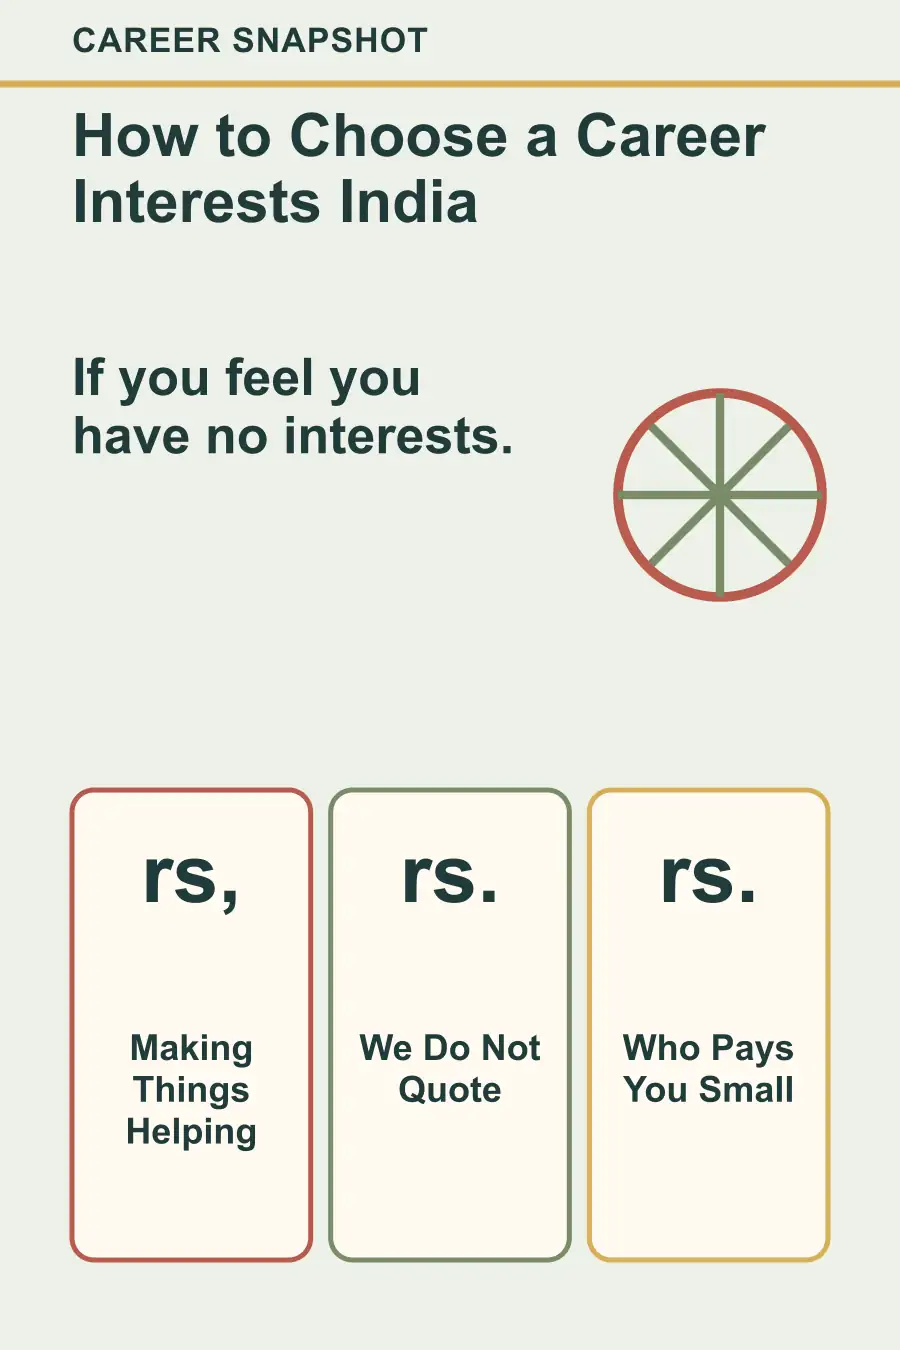 CAREER SNAPSHOT
How to Choose a Career
Interests India
If you feel you
have no interests.
rs,
Making
Things
Helping
rs.
We Do Not
Quote
rs.
Who Pays
You Small